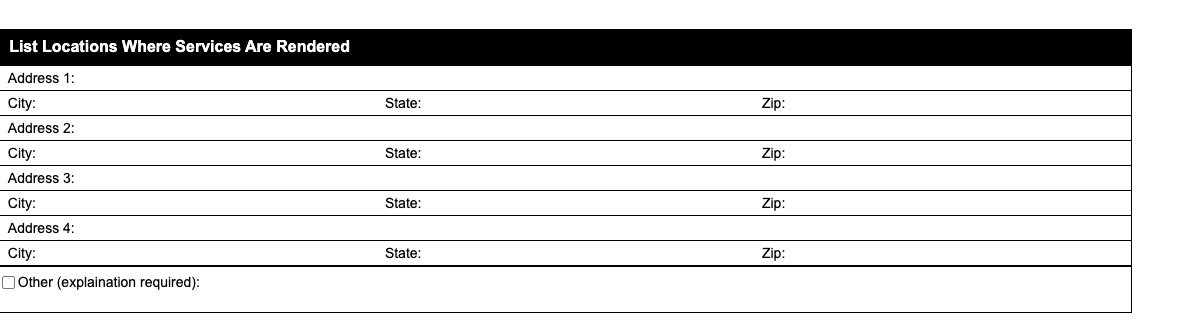 List Locations Where Services Are Rendered
Address 1:
City: State: Zip:
Address 2:
City: State: Zip:
Address 3:
City: State: Zip:
Address 4:
City: State: Zip:
Other (explaination required):